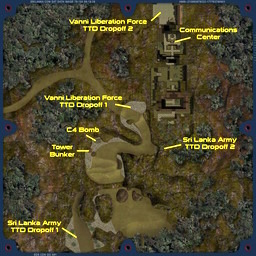 Vanni Liberation Force
TTD Dropoff 2
Communications
Center
Vanni Liberation Force
TTD Dropoff 1
C4 Bomb
Tower
Bunker
Sri Lanka Army
TTD Dropoff 2
Sri Lanka Army
TTD Dropoff 1